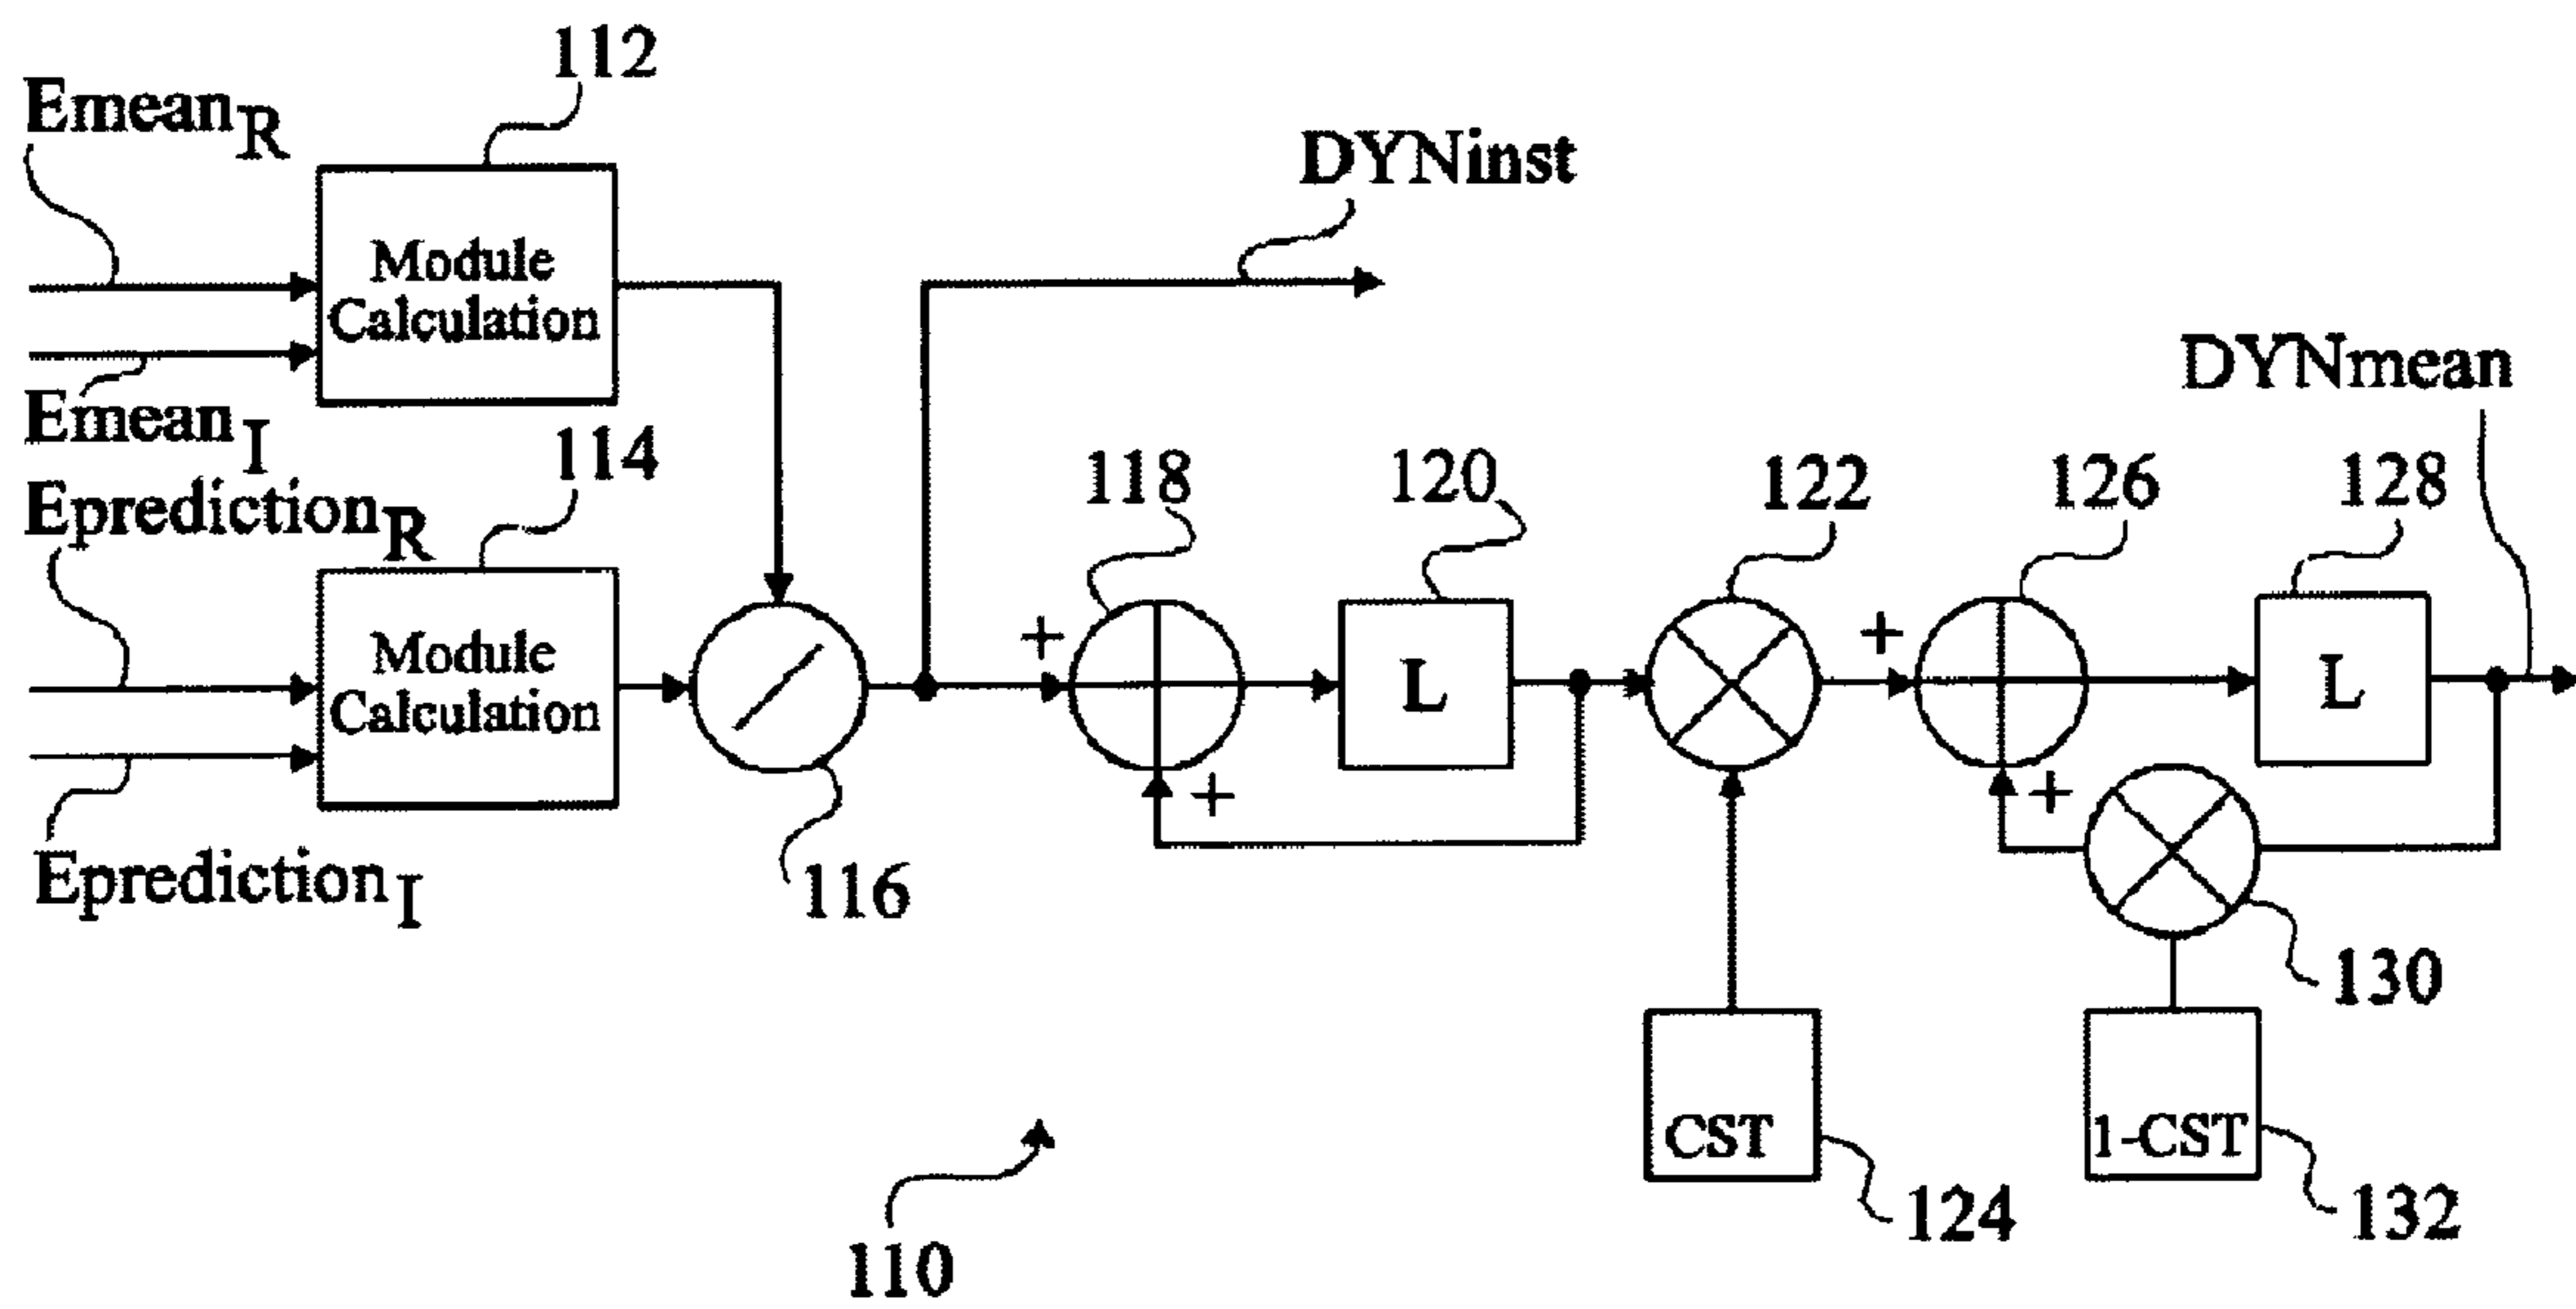 112
Emean R
DYNinst
Module
Calculation
DYNmean
Emean I
114
118
120
122
126
128
Eprediction R
+
+
L
L
Module
Calculation
+
+
Eprediction I
116
130
CST
1-CST
124
132
110